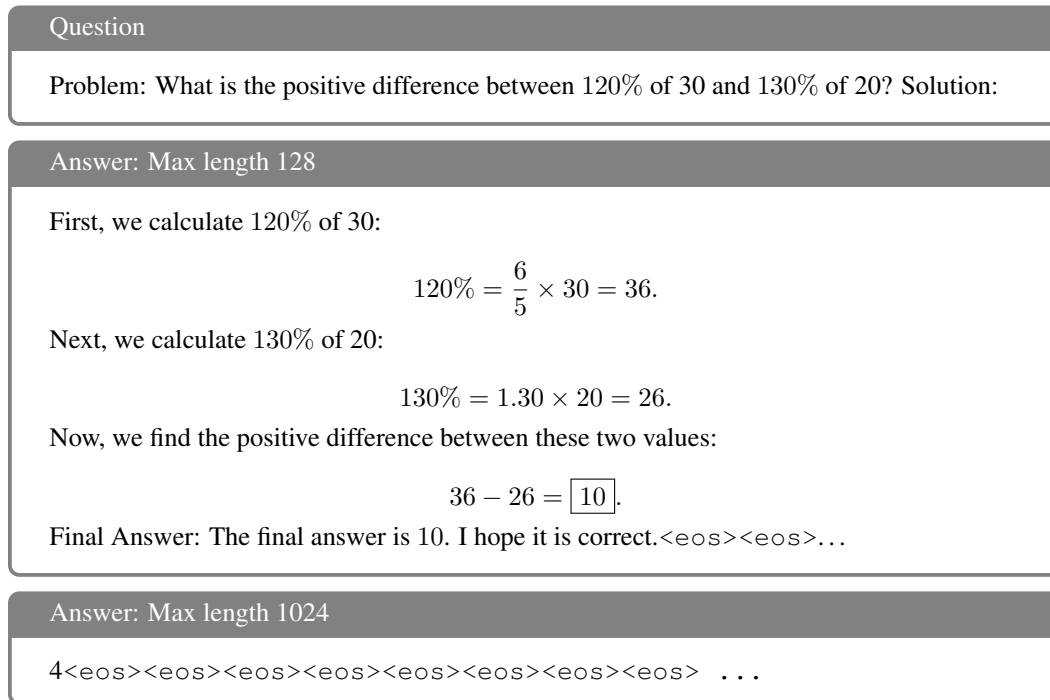 Question
Problem: What is the positive difference between 120% of 30 and 130% of 20? Solution:
Answer: Max length 128
First, we calculate 120% of 30:
120% = \frac{6}{5} × 30 = 36.
Next, we calculate 130% of 20:
130% = 1.30 × 20 = 26.
Now, we find the positive difference between these two values:
36 − 26 = \boxed{10}.
Final Answer: The final answer is 10. I hope it is correct.<eos><eos>...
Answer: Max length 1024
4<eos><eos><eos><eos><eos><eos><eos><eos> ...